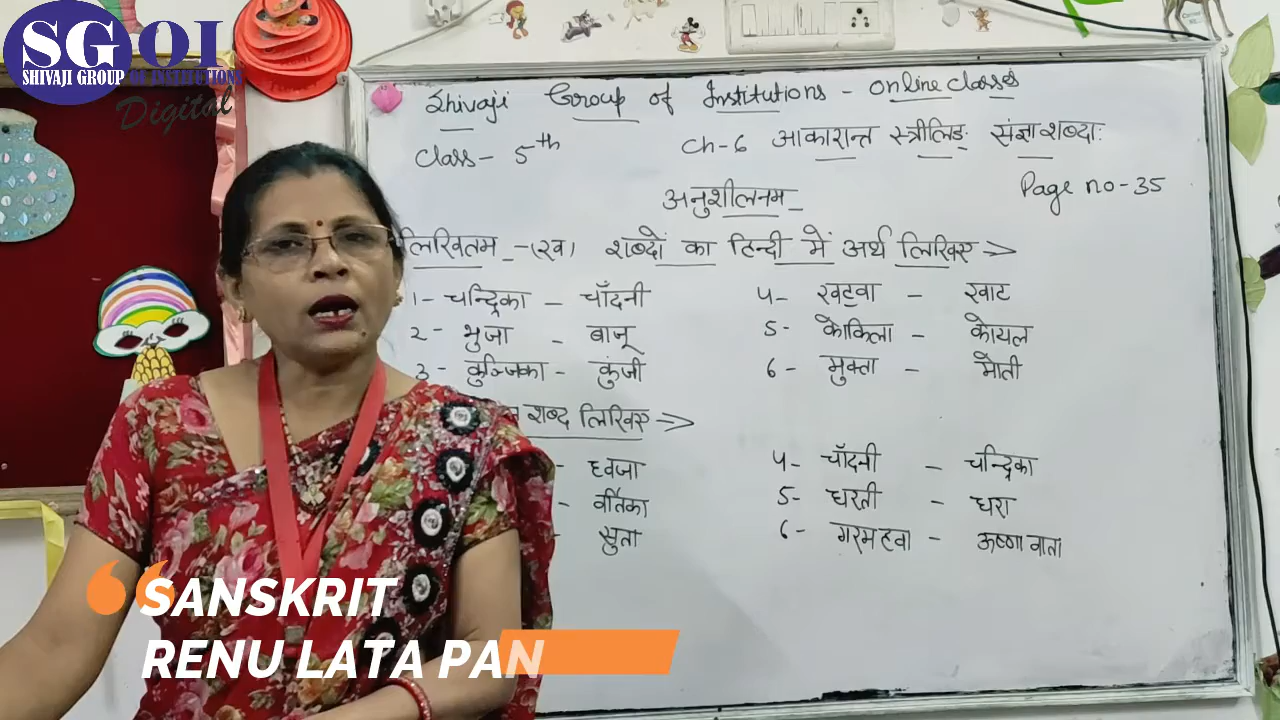 SGOI
SHIVAJI GROUP OF INSTITUTIONS
Digital
Shivaji Group of Institutions - Online Classes
Class - 5th
Ch-6 आकारान्त स्त्रीलिङ् संज्ञा शब्दाः
अनुशीलनम्
Page no-35
लिखितम् - (ख) शब्दों का हिन्दी में अर्थ लिखिए ⇒
1- चन्द्रिका - चाँदनी
4- खट्वा - खाट
2- भुजा - बाजू
5- कोकिला - कोयल
3- कुञ्जिका - कुंजी
6- मुक्ता - मोती
शब्द लिखिए ⇒
- ध्वजा
4- चाँदनी - चन्द्रिका
- वर्तिका
5- धरती - धरा
- सुता
6- गरम हवा - ऊष्णवाता
SANSKRIT
RENU LATA PAN